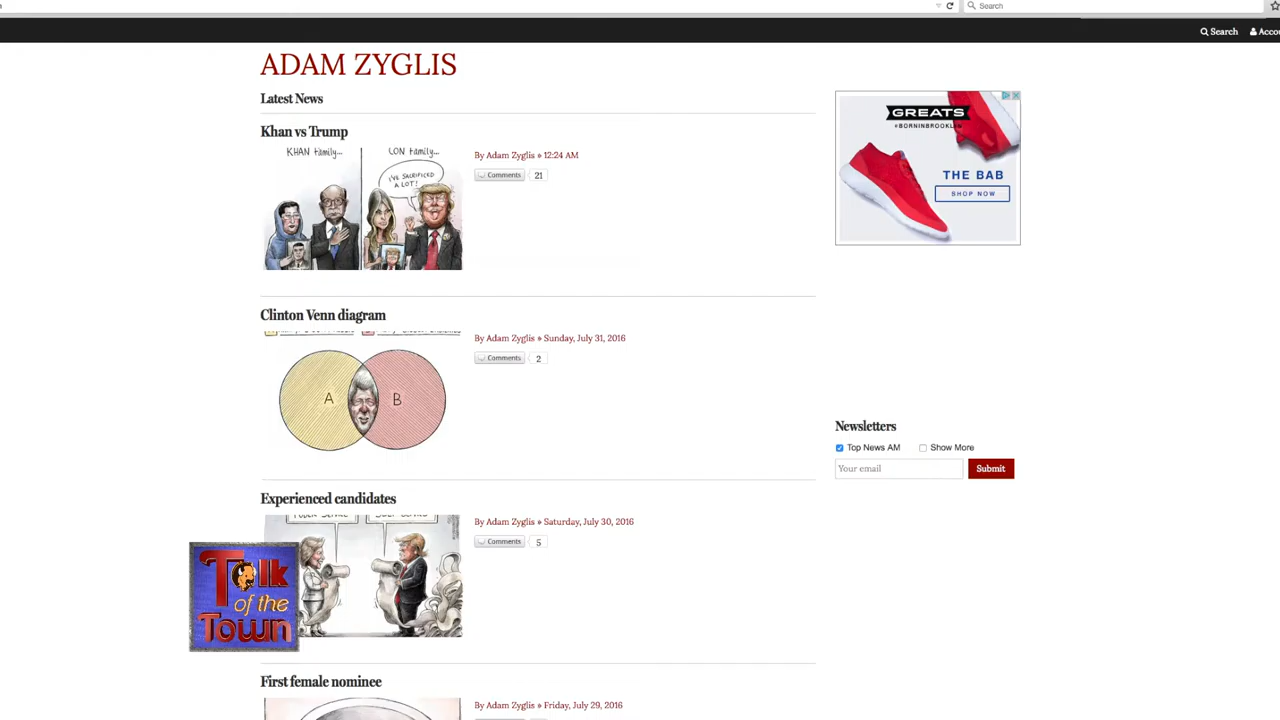 Search
Search
Accou
ADAM ZYGLIS
Latest News
Khan vs Trump
KHAN family...
LON family...
I'VE SACRIFICED
A LOT!
By Adam Zyglis » 12:24 AM
Comments 21
GREATS
#BORNINBROOKLYN
THE BAB
SHOP NOW
Clinton Venn diagram
By Adam Zyglis » Sunday, July 31, 2016
Comments 2
A
B
Newsletters
Top News AM
Show More
Your email
Submit
Experienced candidates
By Adam Zyglis » Saturday, July 30, 2016
Comments 5
Talk
of the
Town
First female nominee
By Adam Zyglis » Friday, July 29, 2016